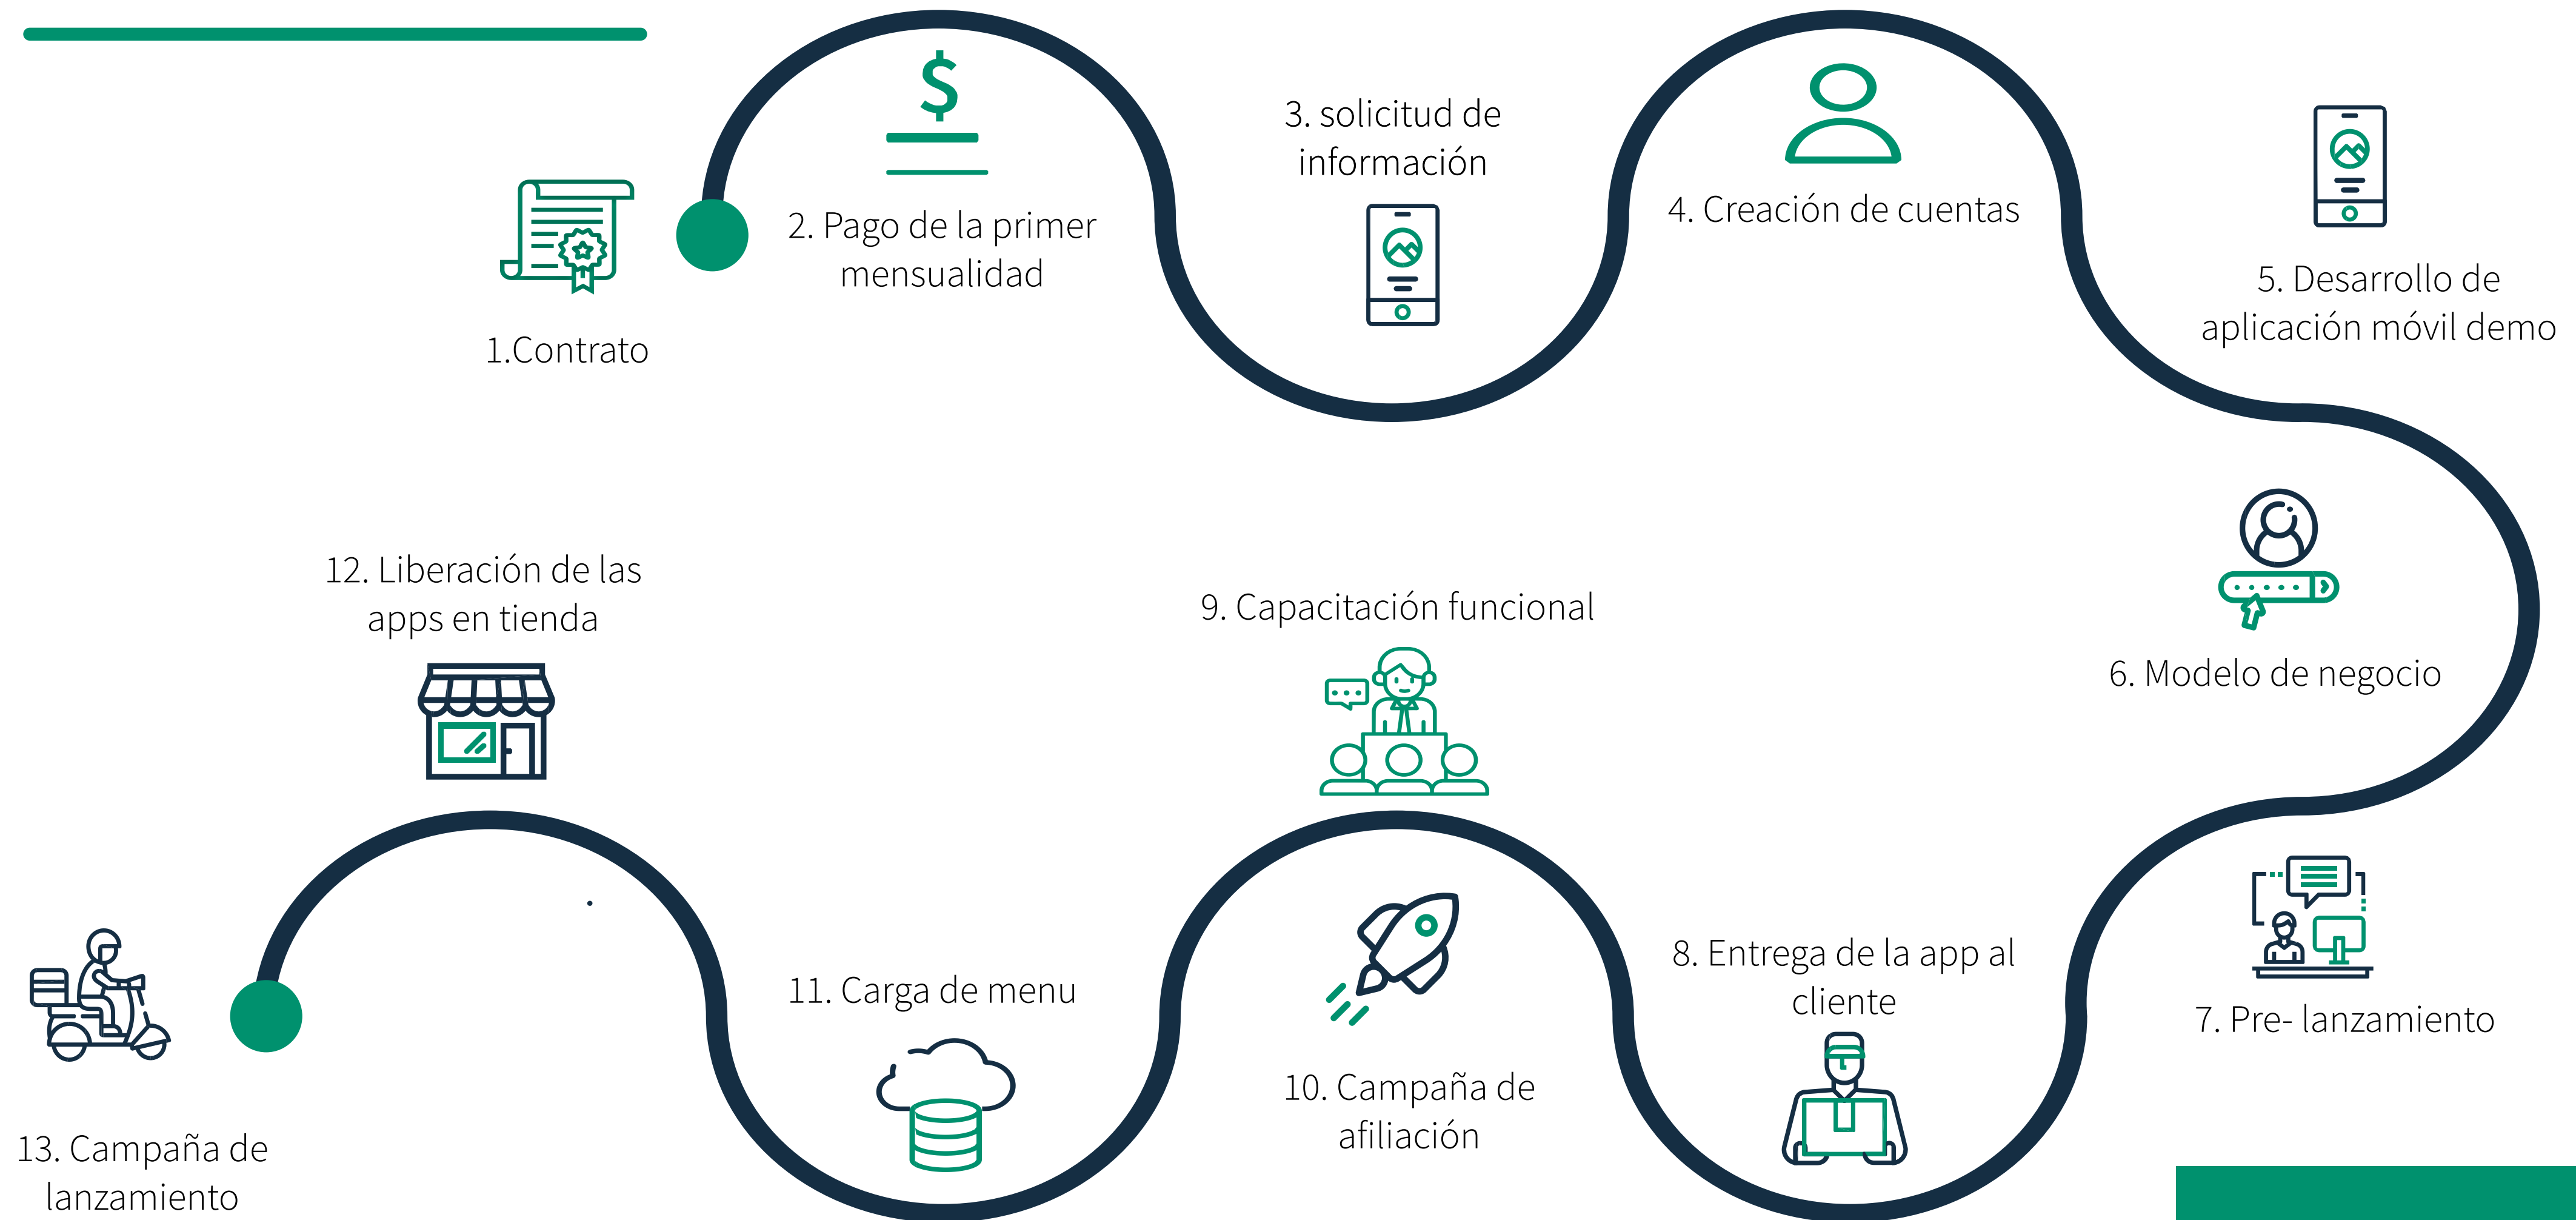 1.Contrato
2. Pago de la primer
mensualidad
3. solicitud de
información
4. Creación de cuentas
5. Desarrollo de
aplicación móvil demo
6. Modelo de negocio
7. Pre- lanzamiento
8. Entrega de la app al
cliente
9. Capacitación funcional
10. Campaña de
afiliación
11. Carga de menu
12. Liberación de las
apps en tienda
13. Campaña de
lanzamiento